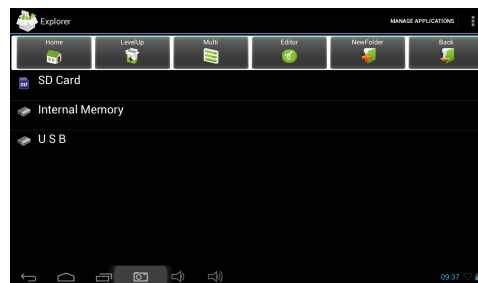 Explorer
MANAGE APPLICATIONS
Home
LevelUp
Multi
Editor
NewFolder
Back
SD Card
Internal Memory
U S B
09:37